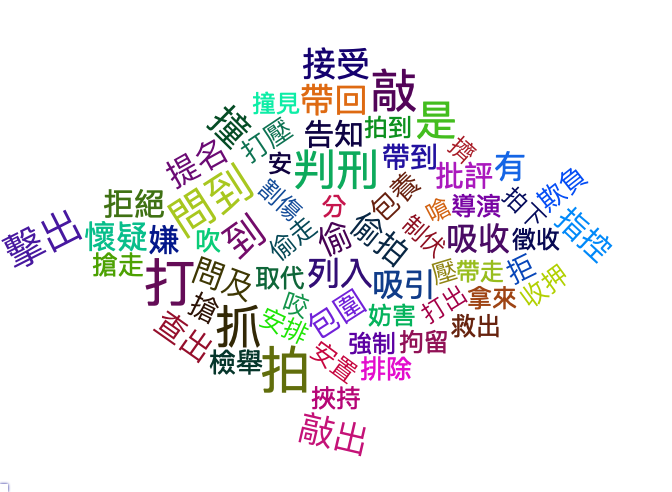 接受
敲
撞見
帶回
是
撞
打壓
告知
拍到
擠
提名
安
判刑
帶到
批評
有
拒絕
問到
割傷
分
包養
嗆
導演
拍下
欺負
擊出
懷疑
嫌
吹
到
偷走
偷
偷拍
制伏
吸收
徵收
指控
搶走
打
問及
取代
列入
吸引
壓
帶走
拒
收押
搶
抓
咬
安排
包圍
妨害
打出
拿來
救出
查出
檢舉
拍
安置
強制
拘留
排除
挾持
敲出